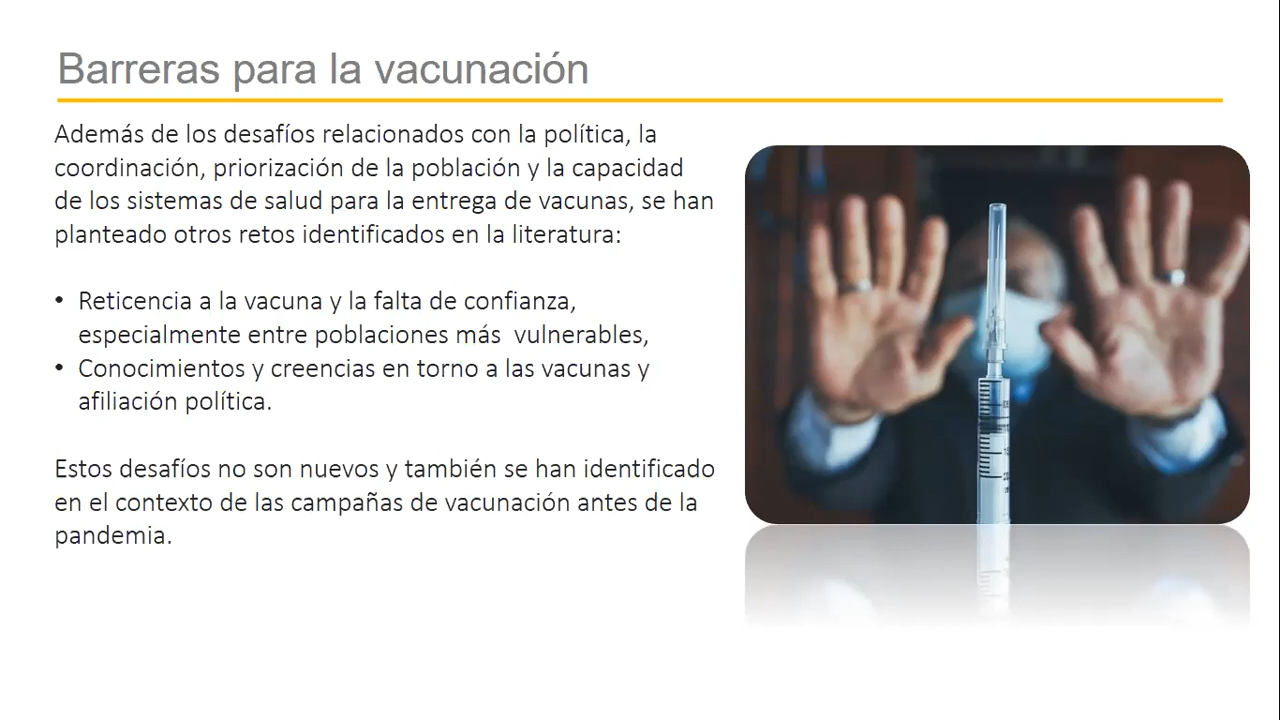 Barreras para la vacunación
Además de los desafíos relacionados con la política, la
coordinación, priorización de la población y la capacidad
de los sistemas de salud para la entrega de vacunas, se han
planteado otros retos identificados en la literatura:
• Reticencia a la vacuna y la falta de confianza,
especialmente entre poblaciones más  vulnerables,
• Conocimientos y creencias en torno a las vacunas y
afiliación política.
Estos desafíos no son nuevos y también se han identificado
en el contexto de las campañas de vacunación antes de la
pandemia.